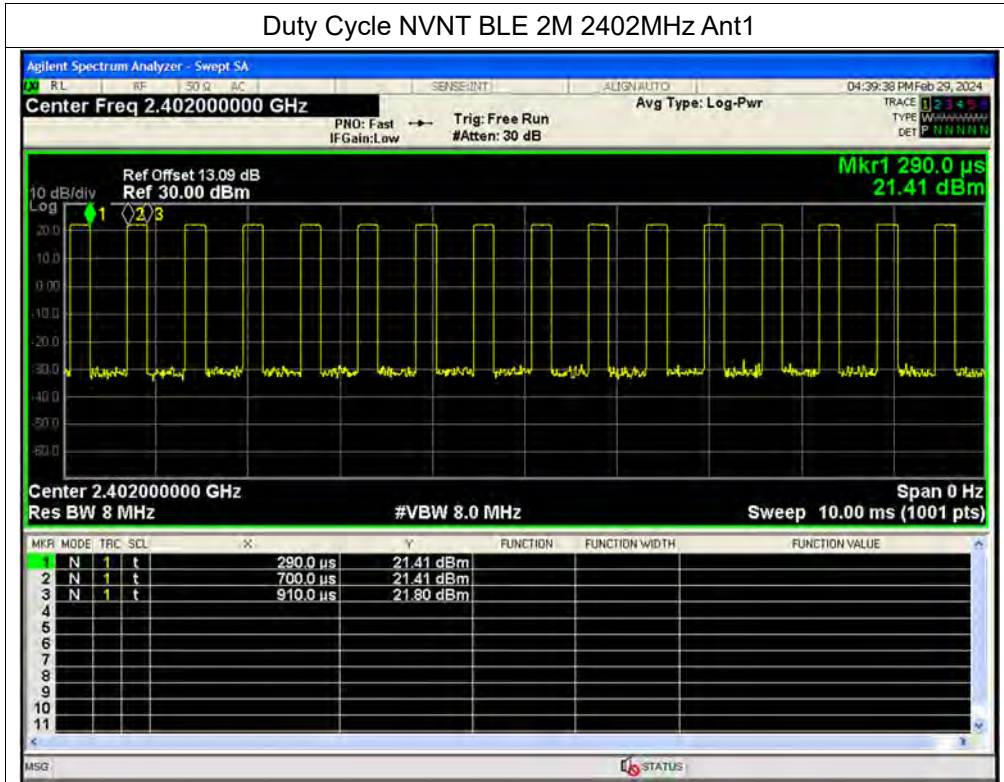 Duty Cycle NVNT BLE 2M 2402MHz Ant1
Agilent Spectrum Analyzer - Swept SA
LXI RL RF 50 Ω AC SENSE:INT ALIGNAUTO 04:39:38 PM Feb 29, 2024
Center Freq 2.402000000 GHz Avg Type: Log-Pwr TRACE 1 2 3 4 5 6
PNO: Fast Trig: Free Run TYPE W
IFGain:Low #Atten: 30 dB DET P N N N N N
Mkr1 290.0 µs
21.41 dBm
Ref Offset 13.09 dB
10 dB/div Ref 30.00 dBm
Log
1 2 3
20.0
10.0
0.00
-10.0
-20.0
-30.0
-40.0
-50.0
-60.0
Center 2.402000000 GHz Span 0 Hz
Res BW 8 MHz #VBW 8.0 MHz Sweep 10.00 ms (1001 pts)
MKR MODE TRC SCL X Y FUNCTION FUNCTION WIDTH FUNCTION VALUE
1 N 1 t 290.0 µs 21.41 dBm
2 N 1 t 700.0 µs 21.41 dBm
3 N 1 t 910.0 µs 21.80 dBm
4
5
6
7
8
9
10
11
MSG STATUS